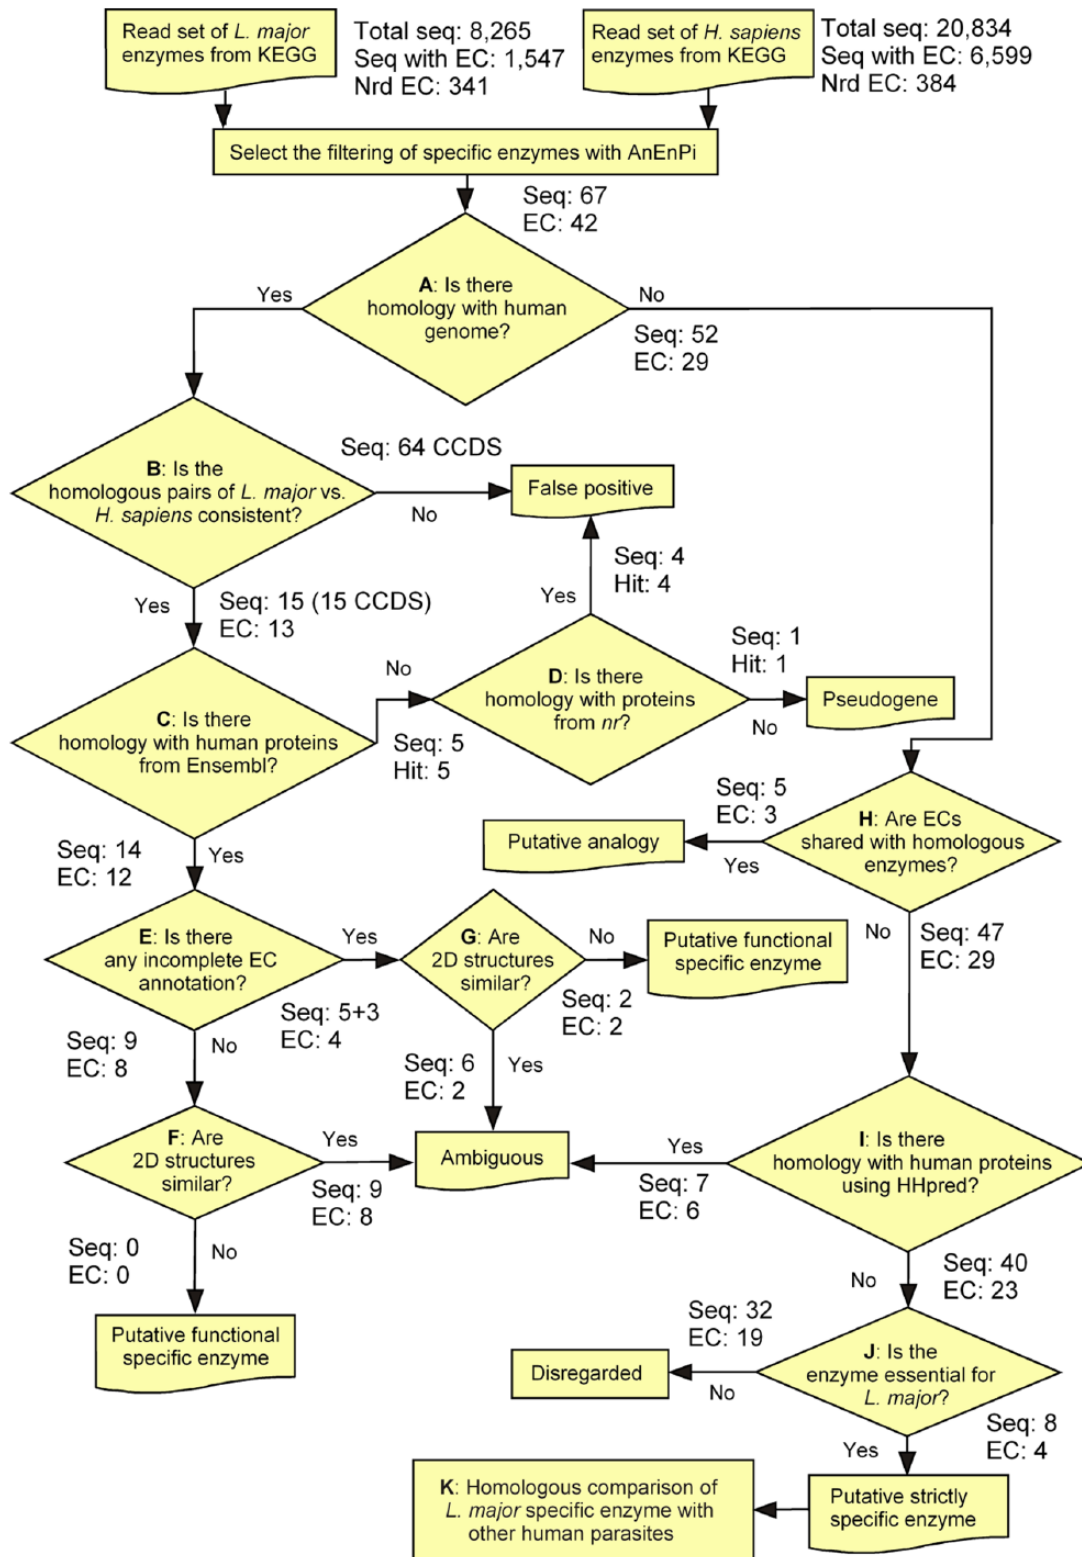 Read set of L. major
enzymes from KEGG
Total seq: 8,265
Seq with EC: 1,547
Nrd EC: 341
Read set of H. sapiens
enzymes from KEGG
Total seq: 20,834
Seq with EC: 6,599
Nrd EC: 384
Select the filtering of specific enzymes with AnEnPi
Seq: 67
EC: 42
A: Is there
homology with human
genome?
Yes
No
Seq: 52
EC: 29
B: Is the
homologous pairs of L. major vs.
H. sapiens consistent?
Seq: 64 CCDS
No
False positive
Yes
Seq: 15 (15 CCDS)
EC: 13
Seq: 4
Hit: 4
Yes
C: Is there
homology with human proteins
from Ensembl?
No
Seq: 5
Hit: 5
D: Is there
homology with proteins
from nr?
Seq: 1
Hit: 1
No
Pseudogene
Seq: 14
EC: 12
Yes
H: Are ECs
shared with homologous
enzymes?
Seq: 5
EC: 3
Yes
Putative analogy
No
Seq: 47
EC: 29
E: Is there
any incomplete EC
annotation?
Yes
Seq: 5+3
EC: 4
G: Are
2D structures
similar?
No
Seq: 2
EC: 2
Putative functional
specific enzyme
Seq: 9
EC: 8
No
Seq: 6
EC: 2
Yes
F: Are
2D structures
similar?
Yes
Seq: 9
EC: 8
Ambiguous
I: Is there
homology with human proteins
using HHpred?
Yes
Seq: 7
EC: 6
Seq: 0
EC: 0
No
Putative functional
specific enzyme
No
Seq: 40
EC: 23
J: Is the
enzyme essential for
L. major?
Seq: 32
EC: 19
No
Disregarded
Yes
Seq: 8
EC: 4
Putative strictly
specific enzyme
K: Homologous comparison of
L. major specific enzyme with
other human parasites